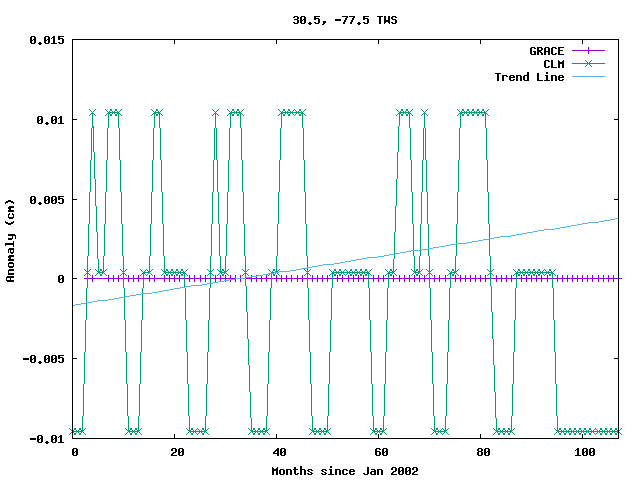 30.5, -77.5 TWS
0.015
GRACE
CLM
Trend Line
0.01
0.005
Anomaly (cm)
0
-0.005
-0.01
0 20 40 60 80 100
Months since Jan 2002